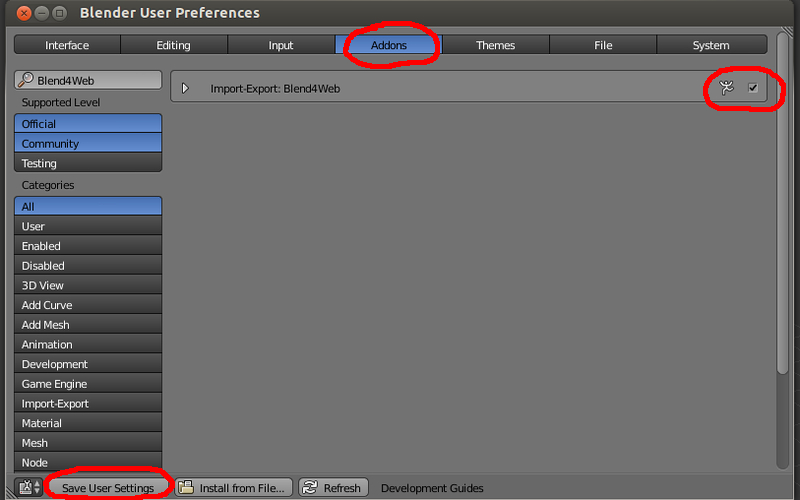 Blender User Preferences
Interface Editing Input Addons Themes File System
Blend4Web
Import-Export: Blend4Web
Supported Level
Official
Community
Testing
Categories
All
User
Enabled
Disabled
3D View
Add Curve
Add Mesh
Animation
Development
Game Engine
Import-Export
Material
Mesh
Node
Save User Settings Install from File... Refresh Development Guides